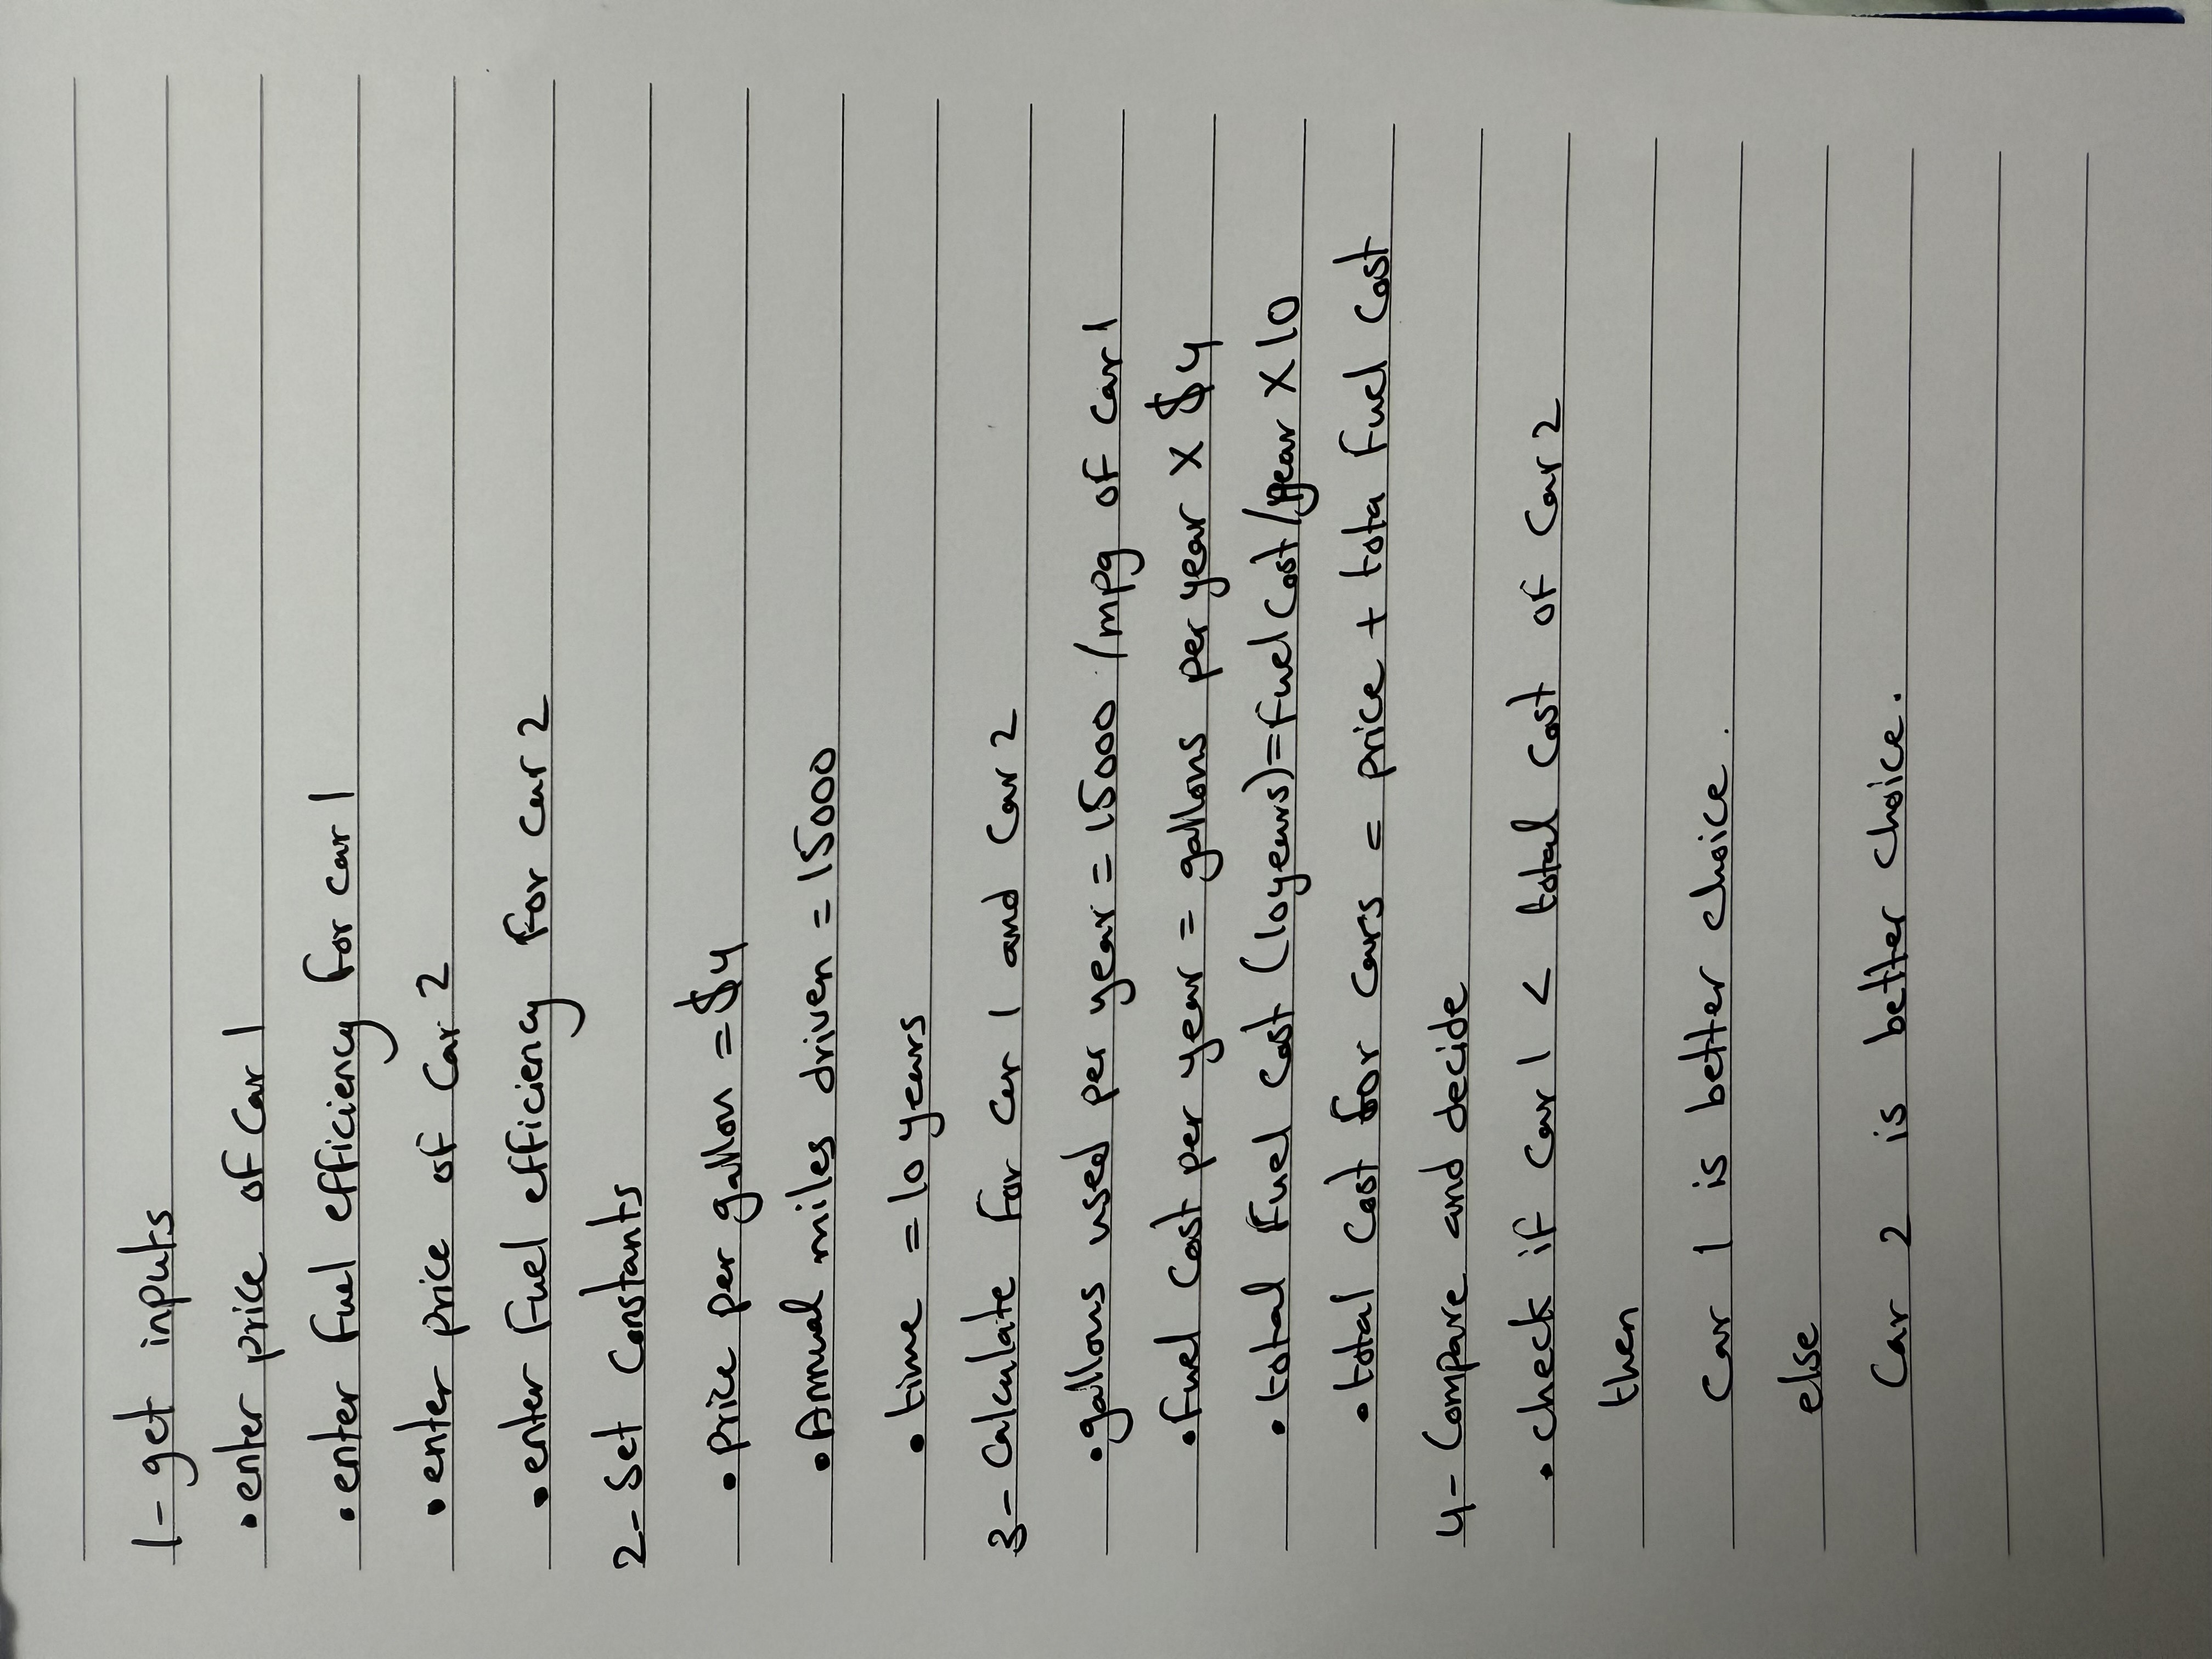 1- get inputs
• enter price of Car 1
• enter fuel efficiency for car 1
• enter price of Car 2
• enter fuel efficiency for car 2
2- Set Constants
• price per gallon = $4
• Annual miles driven = 15000
• time = 10 years
3- Calculate for Car 1 and Car 2
• gallons used per year = 15000 /mpg of car 1
• Fuel Cost per year = gallons per year X $4
• total Fuel Cost (10years)=Fuel Cost/year X 10
• total Cost for cars = price + tota Fuel Cost
4- Compare and decide
• check if Car 1 < total Cost of Car 2
then
Car 1 is better choice.
else
Car 2 is better choice.